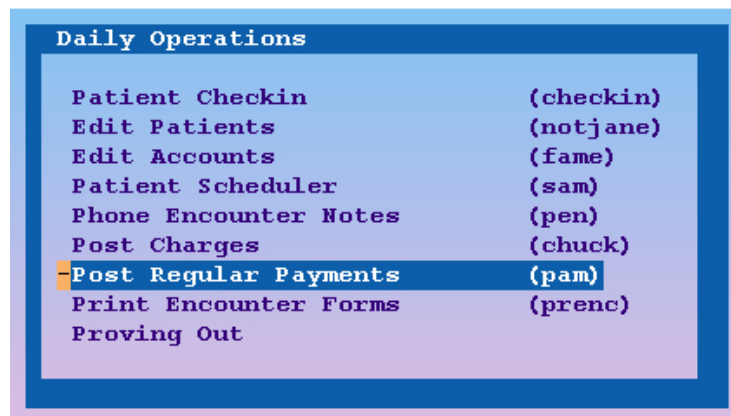 Daily Operations
Patient Checkin (checkin)
Edit Patients (notjane)
Edit Accounts (fame)
Patient Scheduler (sam)
Phone Encounter Notes (pen)
Post Charges (chuck)
-Post Regular Payments (pam)
Print Encounter Forms (prenc)
Proving Out